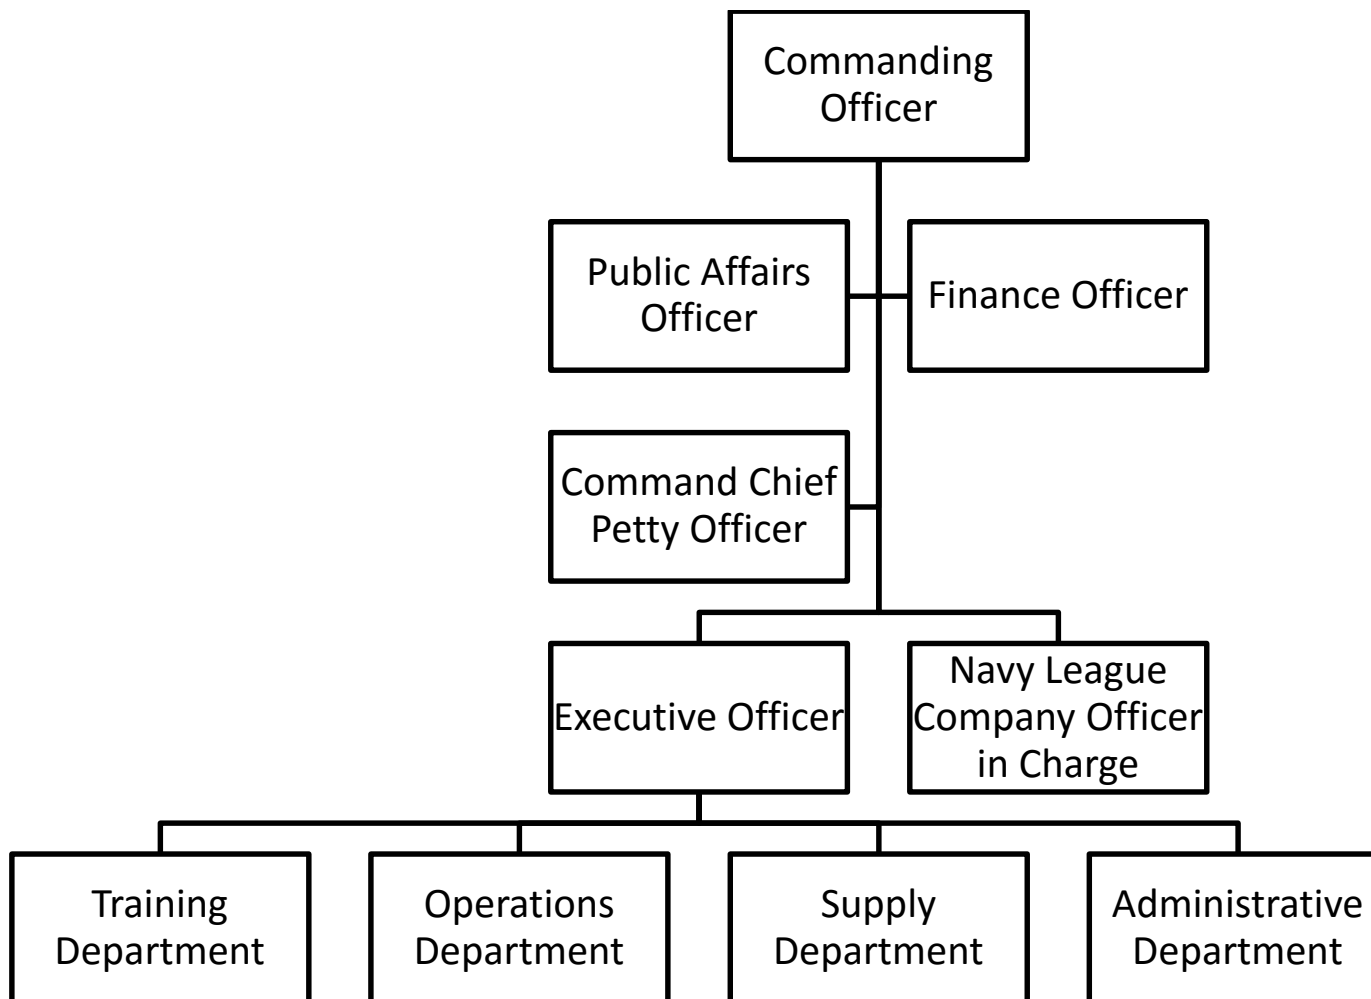 Commanding
Officer
Public Affairs
Officer
Finance Officer
Command Chief
Petty Officer
Executive Officer
Navy League
Company Officer
in Charge
Training
Department
Operations
Department
Supply
Department
Administrative
Department